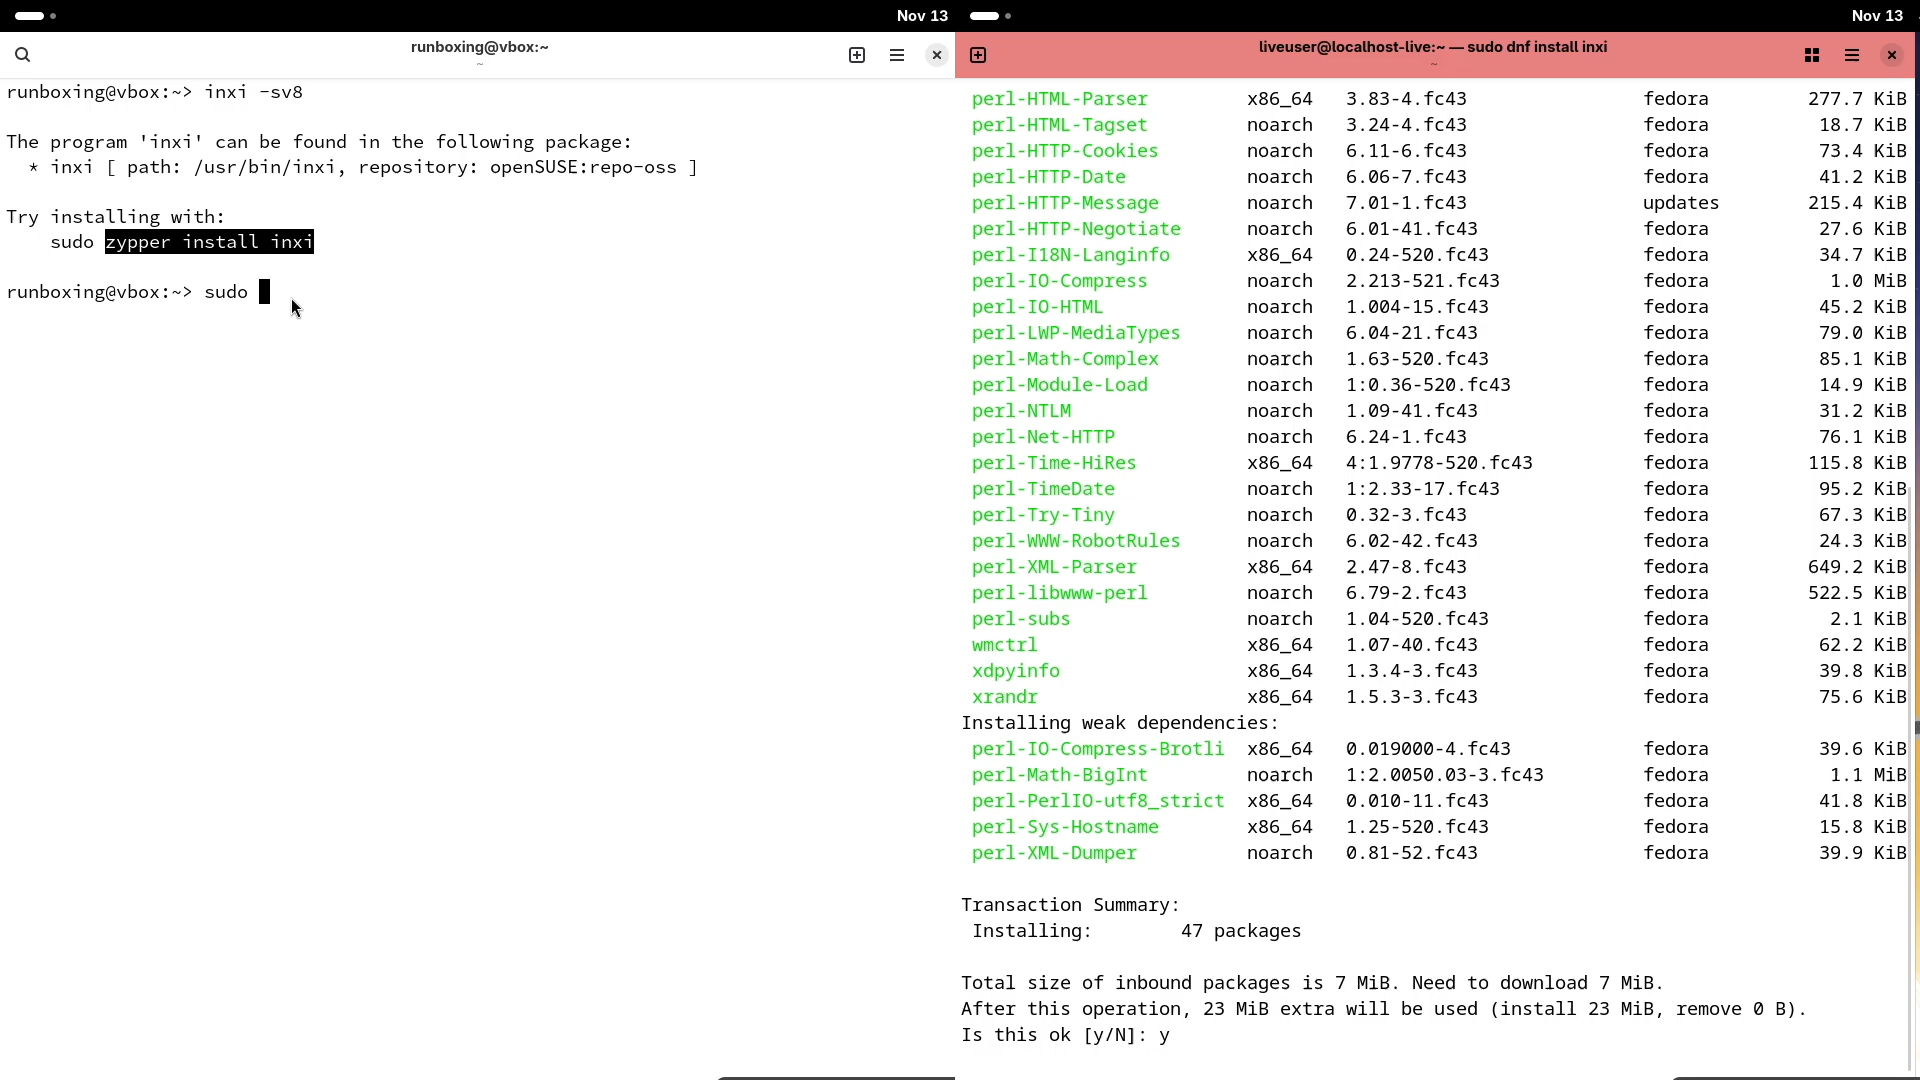 Nov 13
runboxing@vbox:~
~
runboxing@vbox:~> inxi -sv8
The program 'inxi' can be found in the following package:
* inxi [ path: /usr/bin/inxi, repository: openSUSE:repo-oss ]
Try installing with:
sudo zypper install inxi
runboxing@vbox:~> sudo
Nov 13
liveuser@localhost-live:~ — sudo dnf install inxi
~
perl-HTML-Parser x86_64 3.83-4.fc43 fedora 277.7 KiB
perl-HTML-Tagset noarch 3.24-4.fc43 fedora 18.7 KiB
perl-HTTP-Cookies noarch 6.11-6.fc43 fedora 73.4 KiB
perl-HTTP-Date noarch 6.06-7.fc43 fedora 41.2 KiB
perl-HTTP-Message noarch 7.01-1.fc43 updates 215.4 KiB
perl-HTTP-Negotiate noarch 6.01-41.fc43 fedora 27.6 KiB
perl-I18N-Langinfo x86_64 0.24-520.fc43 fedora 34.7 KiB
perl-IO-Compress noarch 2.213-521.fc43 fedora 1.0 MiB
perl-IO-HTML noarch 1.004-15.fc43 fedora 45.2 KiB
perl-LWP-MediaTypes noarch 6.04-21.fc43 fedora 79.0 KiB
perl-Math-Complex noarch 1.63-520.fc43 fedora 85.1 KiB
perl-Module-Load noarch 1:0.36-520.fc43 fedora 14.9 KiB
perl-NTLM noarch 1.09-41.fc43 fedora 31.2 KiB
perl-Net-HTTP noarch 6.24-1.fc43 fedora 76.1 KiB
perl-Time-HiRes x86_64 4:1.9778-520.fc43 fedora 115.8 KiB
perl-TimeDate noarch 1:2.33-17.fc43 fedora 95.2 KiB
perl-Try-Tiny noarch 0.32-3.fc43 fedora 67.3 KiB
perl-WWW-RobotRules noarch 6.02-42.fc43 fedora 24.3 KiB
perl-XML-Parser x86_64 2.47-8.fc43 fedora 649.2 KiB
perl-libwww-perl noarch 6.79-2.fc43 fedora 522.5 KiB
perl-subs noarch 1.04-520.fc43 fedora 2.1 KiB
wmctrl x86_64 1.07-40.fc43 fedora 62.2 KiB
xdpyinfo x86_64 1.3.4-3.fc43 fedora 39.8 KiB
xrandr x86_64 1.5.3-3.fc43 fedora 75.6 KiB
Installing weak dependencies:
perl-IO-Compress-Brotli x86_64 0.019000-4.fc43 fedora 39.6 KiB
perl-Math-BigInt noarch 1:2.0050.03-3.fc43 fedora 1.1 MiB
perl-PerlIO-utf8_strict x86_64 0.010-11.fc43 fedora 41.8 KiB
perl-Sys-Hostname x86_64 1.25-520.fc43 fedora 15.8 KiB
perl-XML-Dumper noarch 0.81-52.fc43 fedora 39.9 KiB
Transaction Summary:
Installing: 47 packages
Total size of inbound packages is 7 MiB. Need to download 7 MiB.
After this operation, 23 MiB extra will be used (install 23 MiB, remove 0 B).
Is this ok [y/N]: y